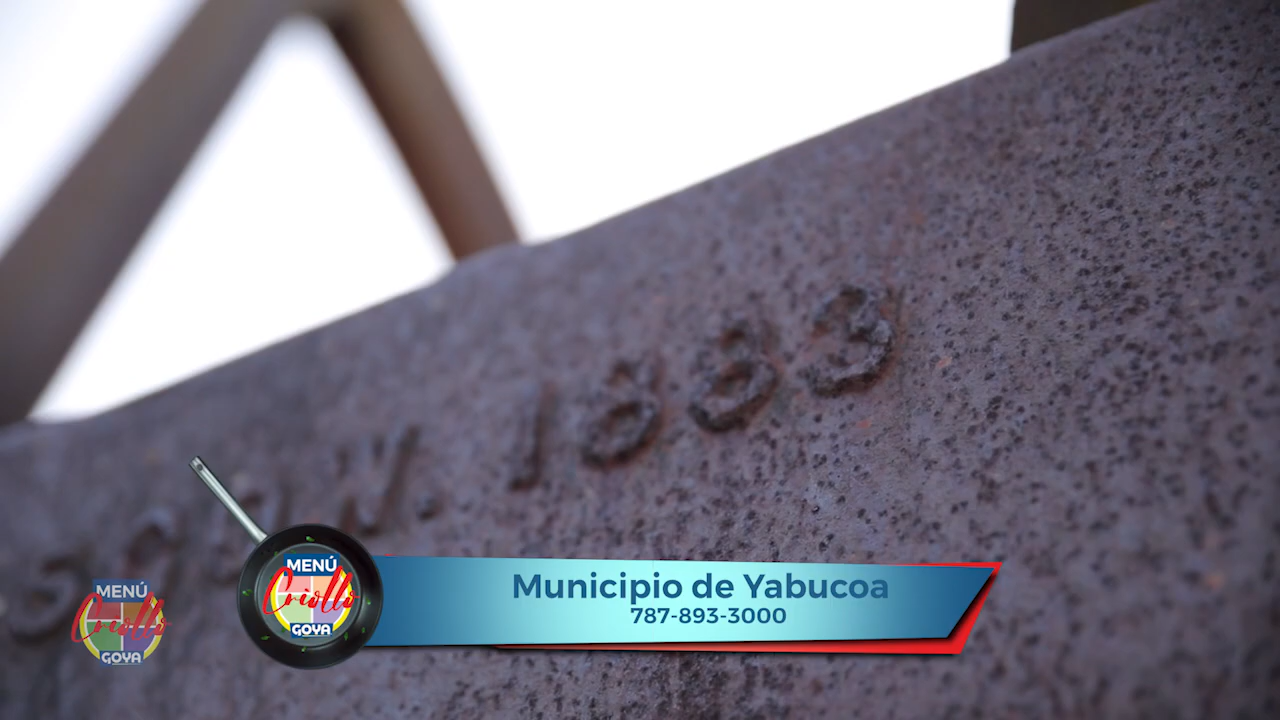 1883
MENÚ
Criollo
GOYA
Municipio de Yabucoa
787-893-3000
MENÚ
Criollo
GOYA